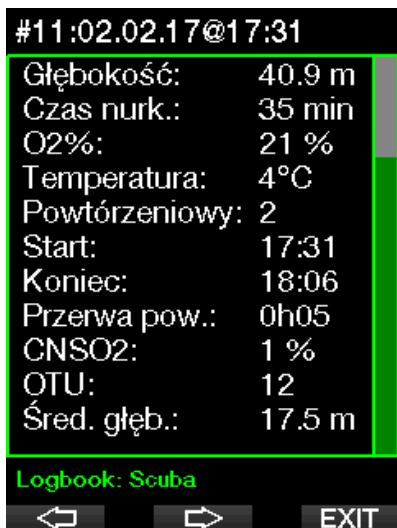 #11:02.02.17@17:31
Głębokość: 40.9 m
Czas nurk.: 35 min
O2%: 21 %
Temperatura: 4°C
Powtórzeniowy: 2
Start: 17:31
Koniec: 18:06
Przerwa pow.: 0h05
CNSO2: 1 %
OTU: 12
Śred. głęb.: 17.5 m
Logbook: Scuba
EXIT